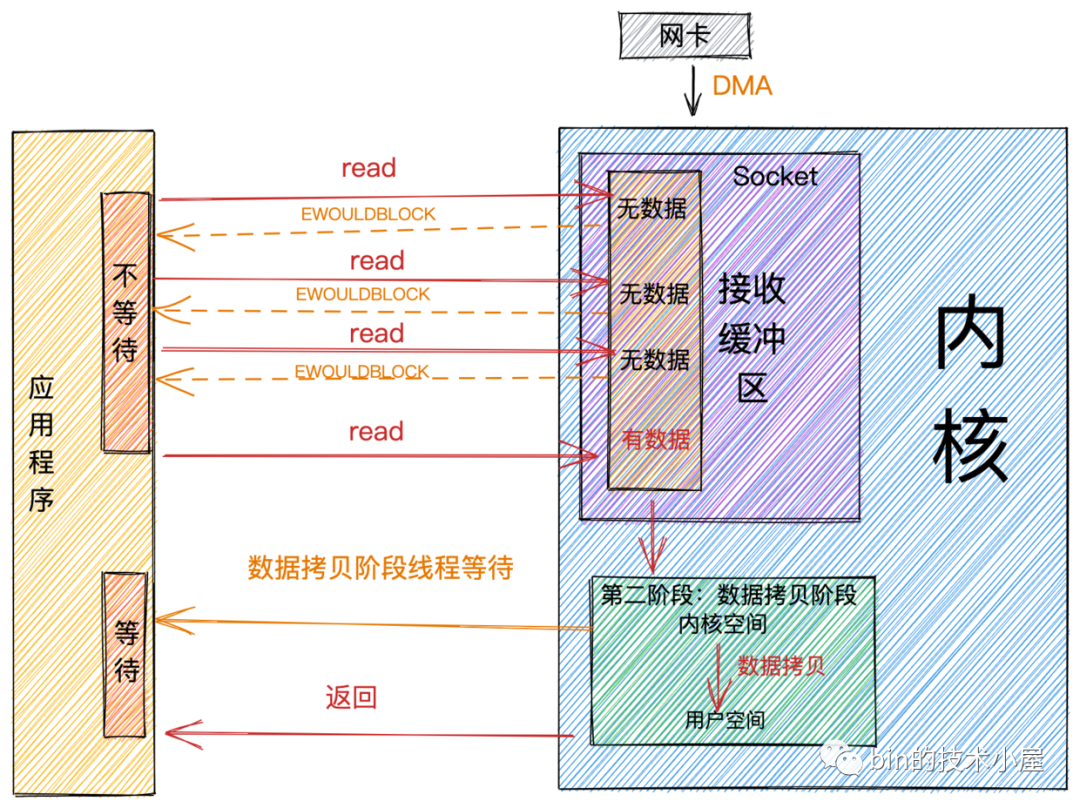 网卡
DMA
Socket
read
无数据
EWOULDBLOCK
read
无数据
EWOULDBLOCK
read
无数据
EWOULDBLOCK
read
有数据
不等待
接收
缓冲
区
内核
应用程序
数据拷贝阶段线程等待
等待
第二阶段：数据拷贝阶段
内核空间
数据拷贝
用户空间
返回
bin的技术小屋